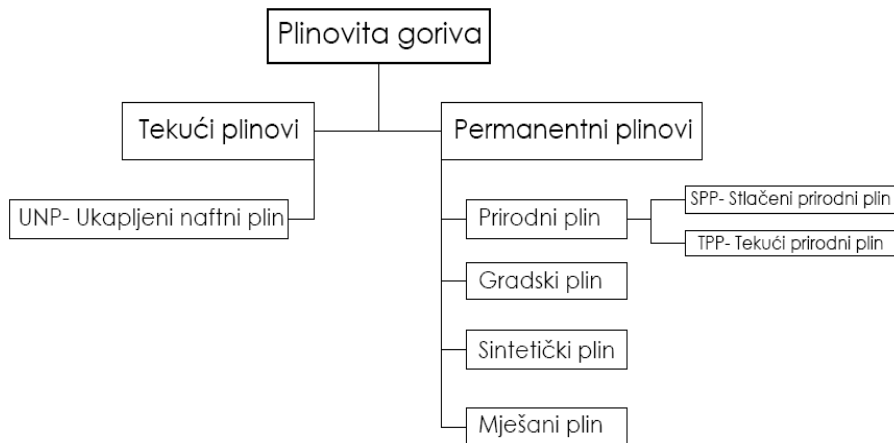 Plinovita goriva
Tekući plinovi
Permanentni plinovi
UNP- Ukapljeni naftni plin
Prirodni plin
SPP- Stlačeni prirodni plin
TPP- Tekući prirodni plin
Gradski plin
Sintetički plin
Mješani plin